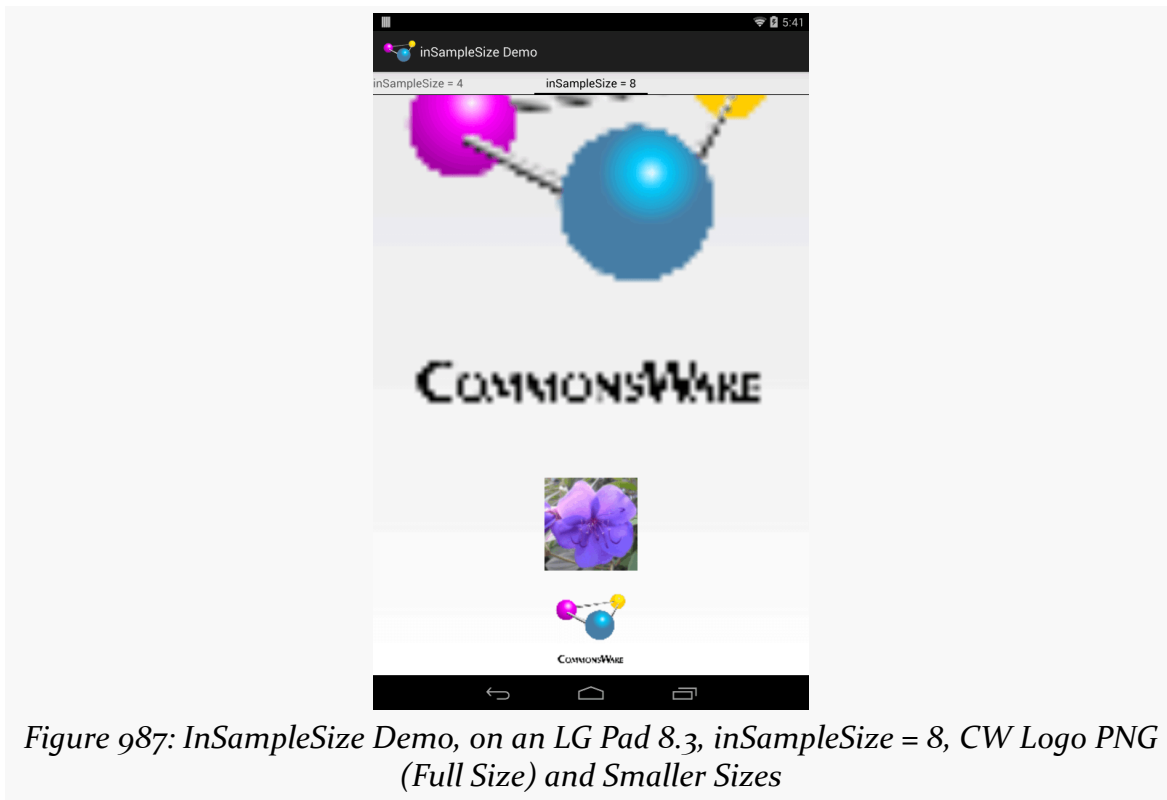 5:41
inSampleSize Demo
inSampleSize = 4 inSampleSize = 8
COMMONSWARE
COMMONSWARE
Figure 987: InSampleSize Demo, on an LG Pad 8.3, inSampleSize = 8, CW Logo PNG
(Full Size) and Smaller Sizes